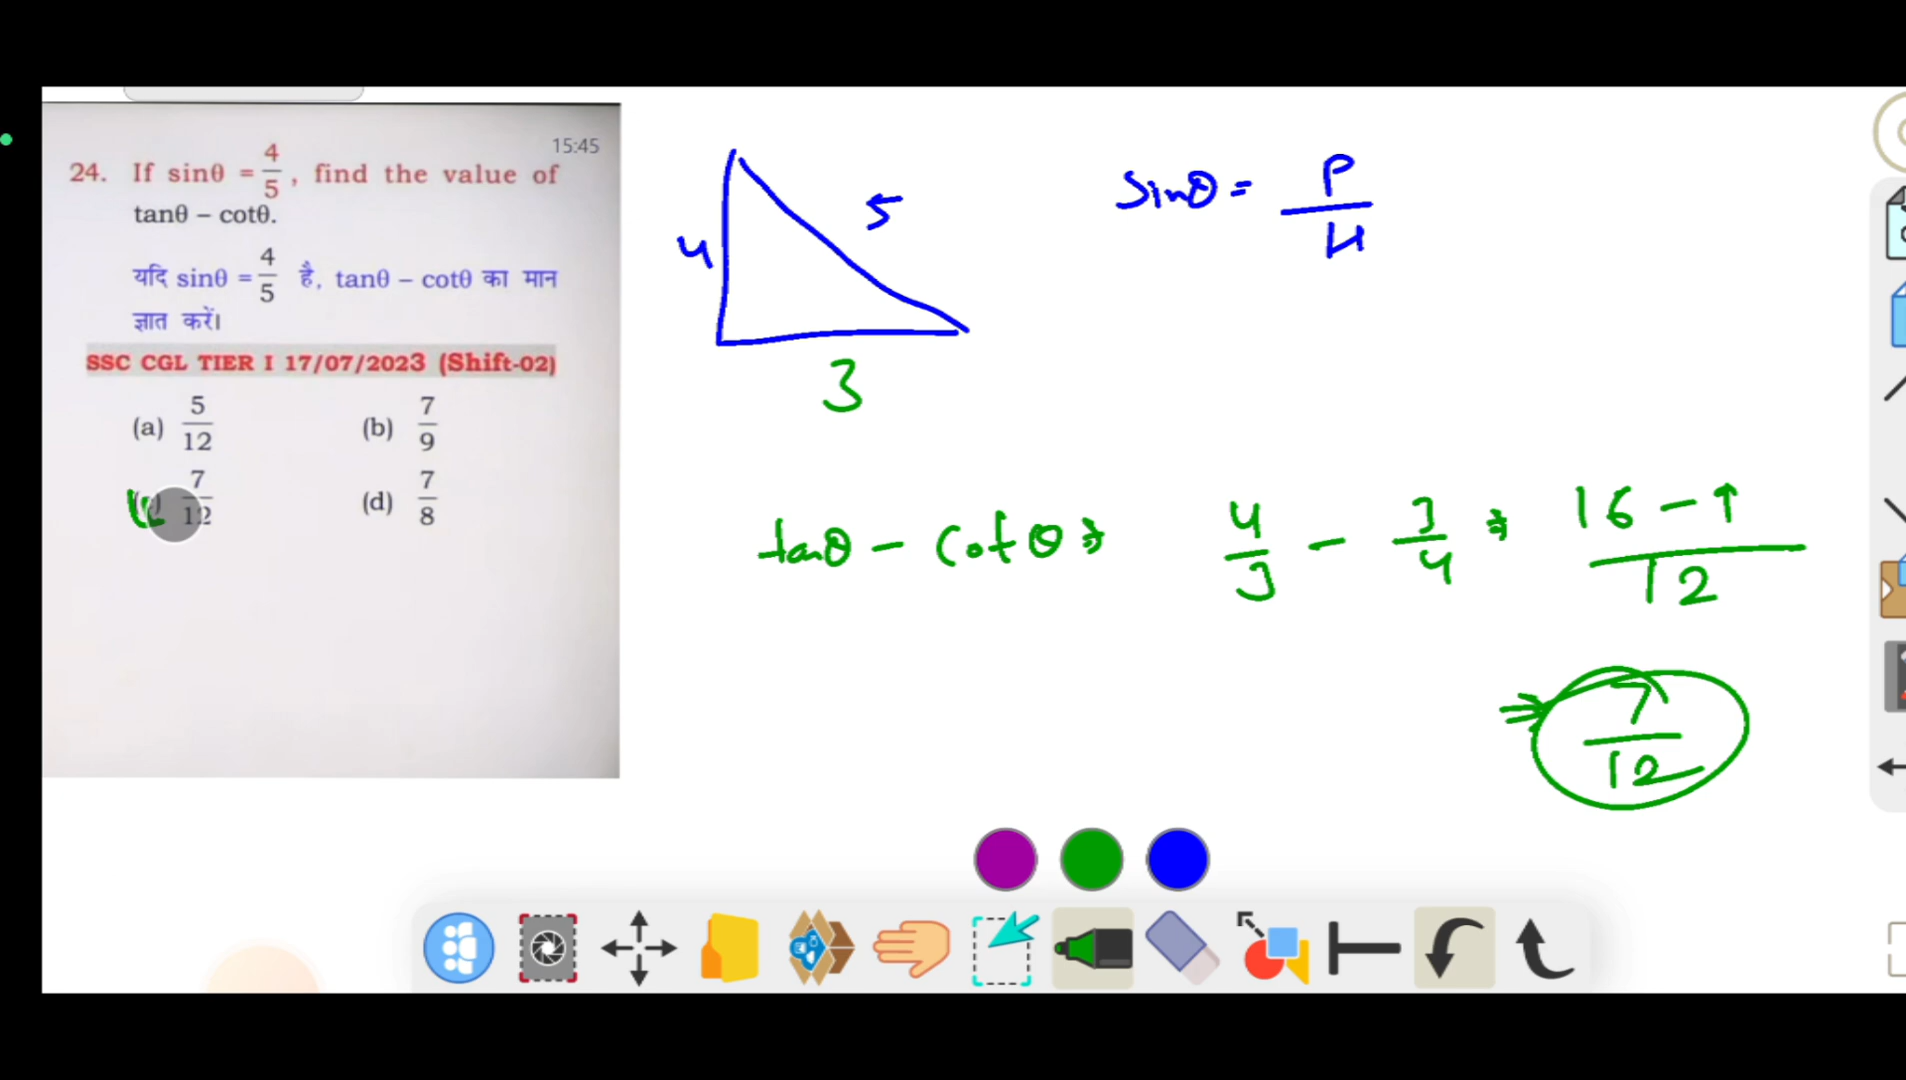 15:45
24. If sinθ = 4/5, find the value of
tanθ – cotθ.
यदि sinθ = 4/5 है, tanθ – cotθ का मान
ज्ञात करें।
SSC CGL TIER I 17/07/2023 (Shift-02)
(a) 5/12 (b) 7/9
7/12 (d) 7/8
4
5
3
sinθ = P/H
tanθ – cotθ ⇒ 4/3 – 3/4 ⇒ 16 – 9/12
⇒ 7/12